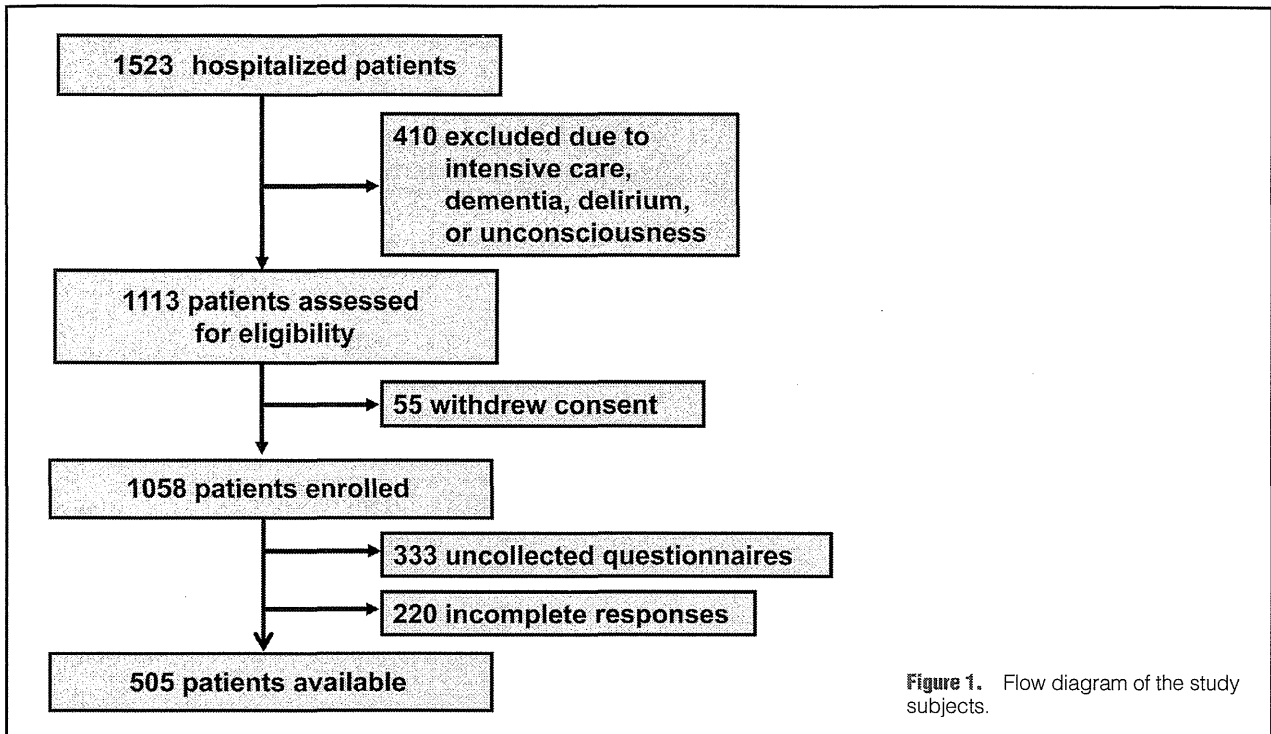 1523 hospitalized patients
410 excluded due to
intensive care,
dementia, delirium,
or unconsciousness
1113 patients assessed
for eligibility
55 withdrew consent
1058 patients enrolled
333 uncollected questionnaires
220 incomplete responses
505 patients available
Figure 1. Flow diagram of the study
subjects.